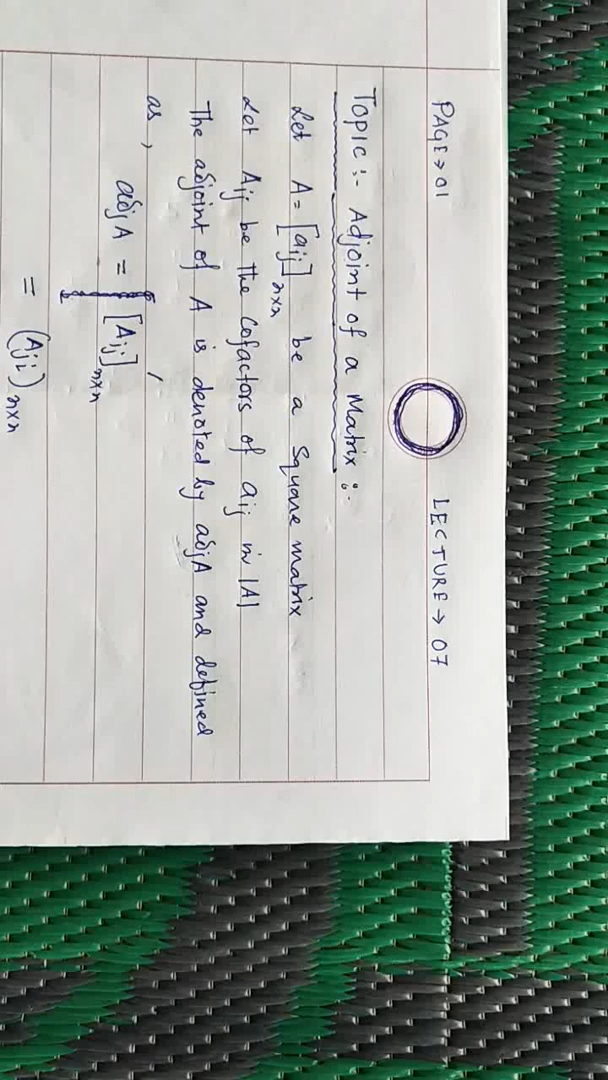 PAGE→01 LECTURE→ 07
TOPIC:- Adjoint of a Matrix:-
Let A = [aij]n×n be a square matrix
Let Aij be the Cofactors of aij in |A|
The adjoint of A is denoted by adjA and defined
as,
adjA = [Aij]'n×n
= (Aji)n×n